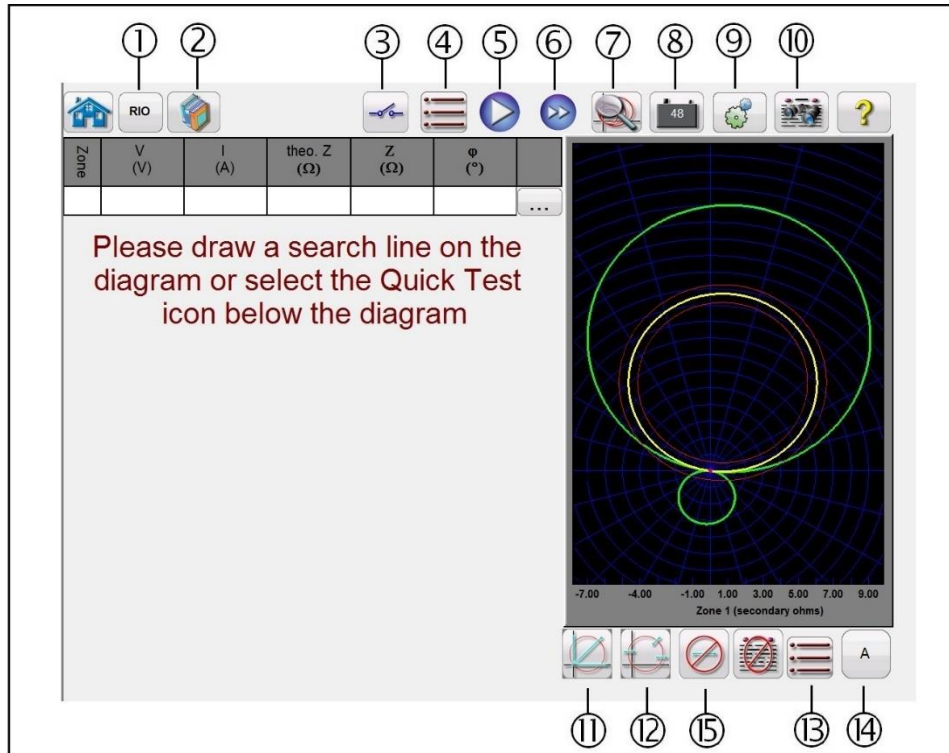 ① ② ③ ④ ⑤ ⑥ ⑦ ⑧ ⑨ ⑩
RIO 48 ?
Zone V (V) I (A) theo. Z (Ω) Z (Ω) φ (°)
...
Please draw a search line on the
diagram or select the Quick Test
icon below the diagram
-7.00 -4.00 -1.00 1.00 3.00 5.00 7.00 9.00
Zone 1 (secondary ohms)
A
⑪ ⑫ ⑮ ⑬ ⑭